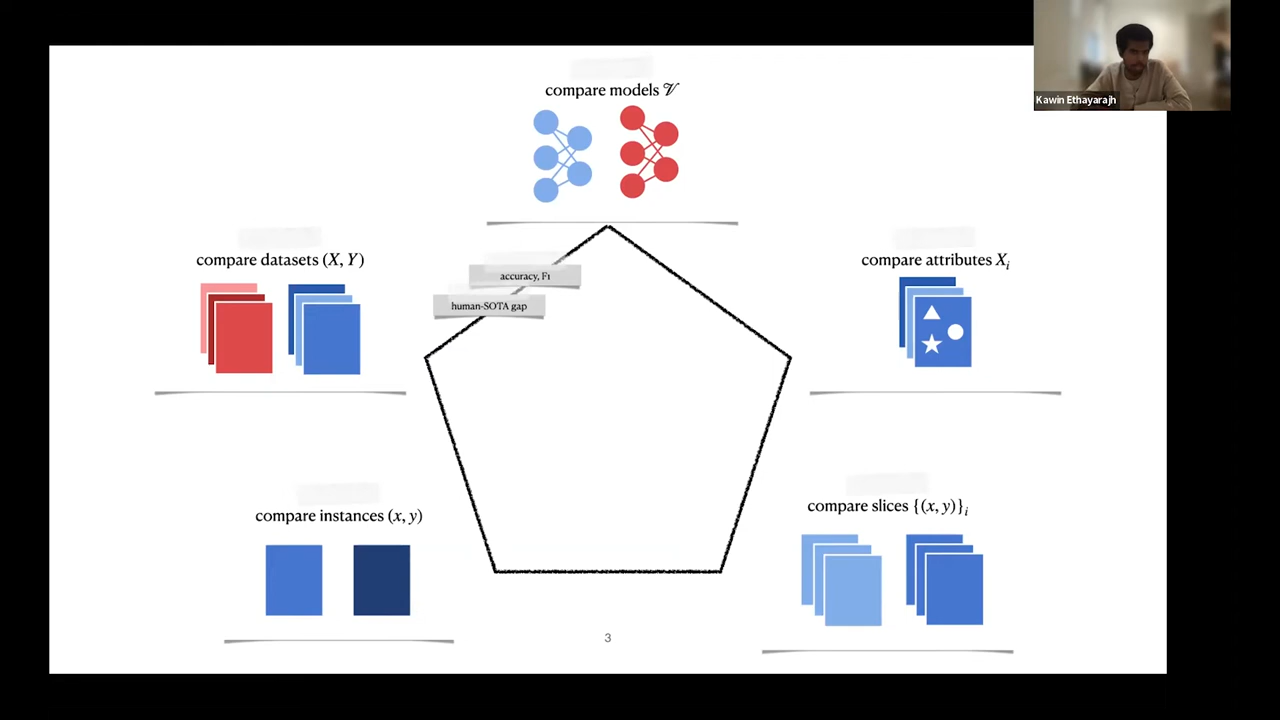 compare models 𝒱
Kawin Ethayarajh
compare datasets (X, Y)
compare attributes Xᵢ
accuracy, F1
human-SOTA gap
compare instances (x, y)
compare slices {(x, y)}ᵢ
3